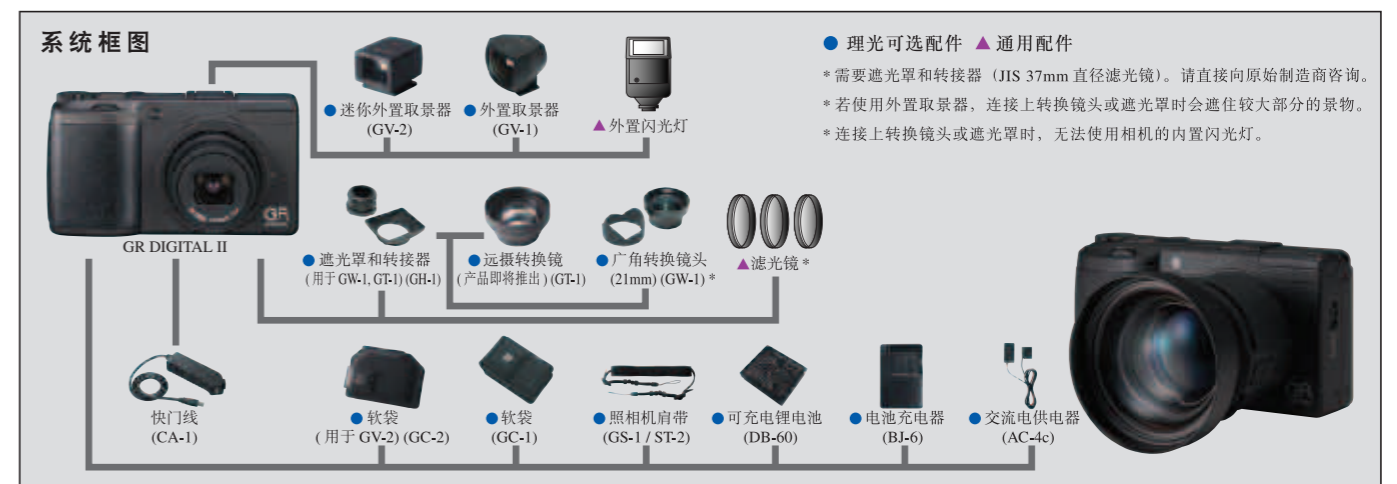 系统框图
● 理光可选配件 ▲ 通用配件
*需要遮光罩和转接器（JIS 37mm 直径滤光镜）。请直接向原始制造商咨询。
*若使用外置取景器，连接上转换镜头或遮光罩时会遮住较大部分的景物。
*连接上转换镜头或遮光罩时，无法使用相机的内置闪光灯。
●迷你外置取景器
(GV-2)
●外置取景器
(GV-1)
▲外置闪光灯
GR
GR DIGITAL II
●遮光罩和转接器
(用于 GW-1, GT-1) (GH-1)
●远摄转换镜
(产品即将推出) (GT-1)
●广角转换镜头
(21mm) (GW-1) *
▲滤光镜 *
快门线
(CA-1)
●软袋
(用于 GV-2) (GC-2)
●软袋
(GC-1)
●照相机肩带
(GS-1 / ST-2)
●可充电锂电池
(DB-60)
●电池充电器
(BJ-6)
●交流电供电器
(AC-4c)